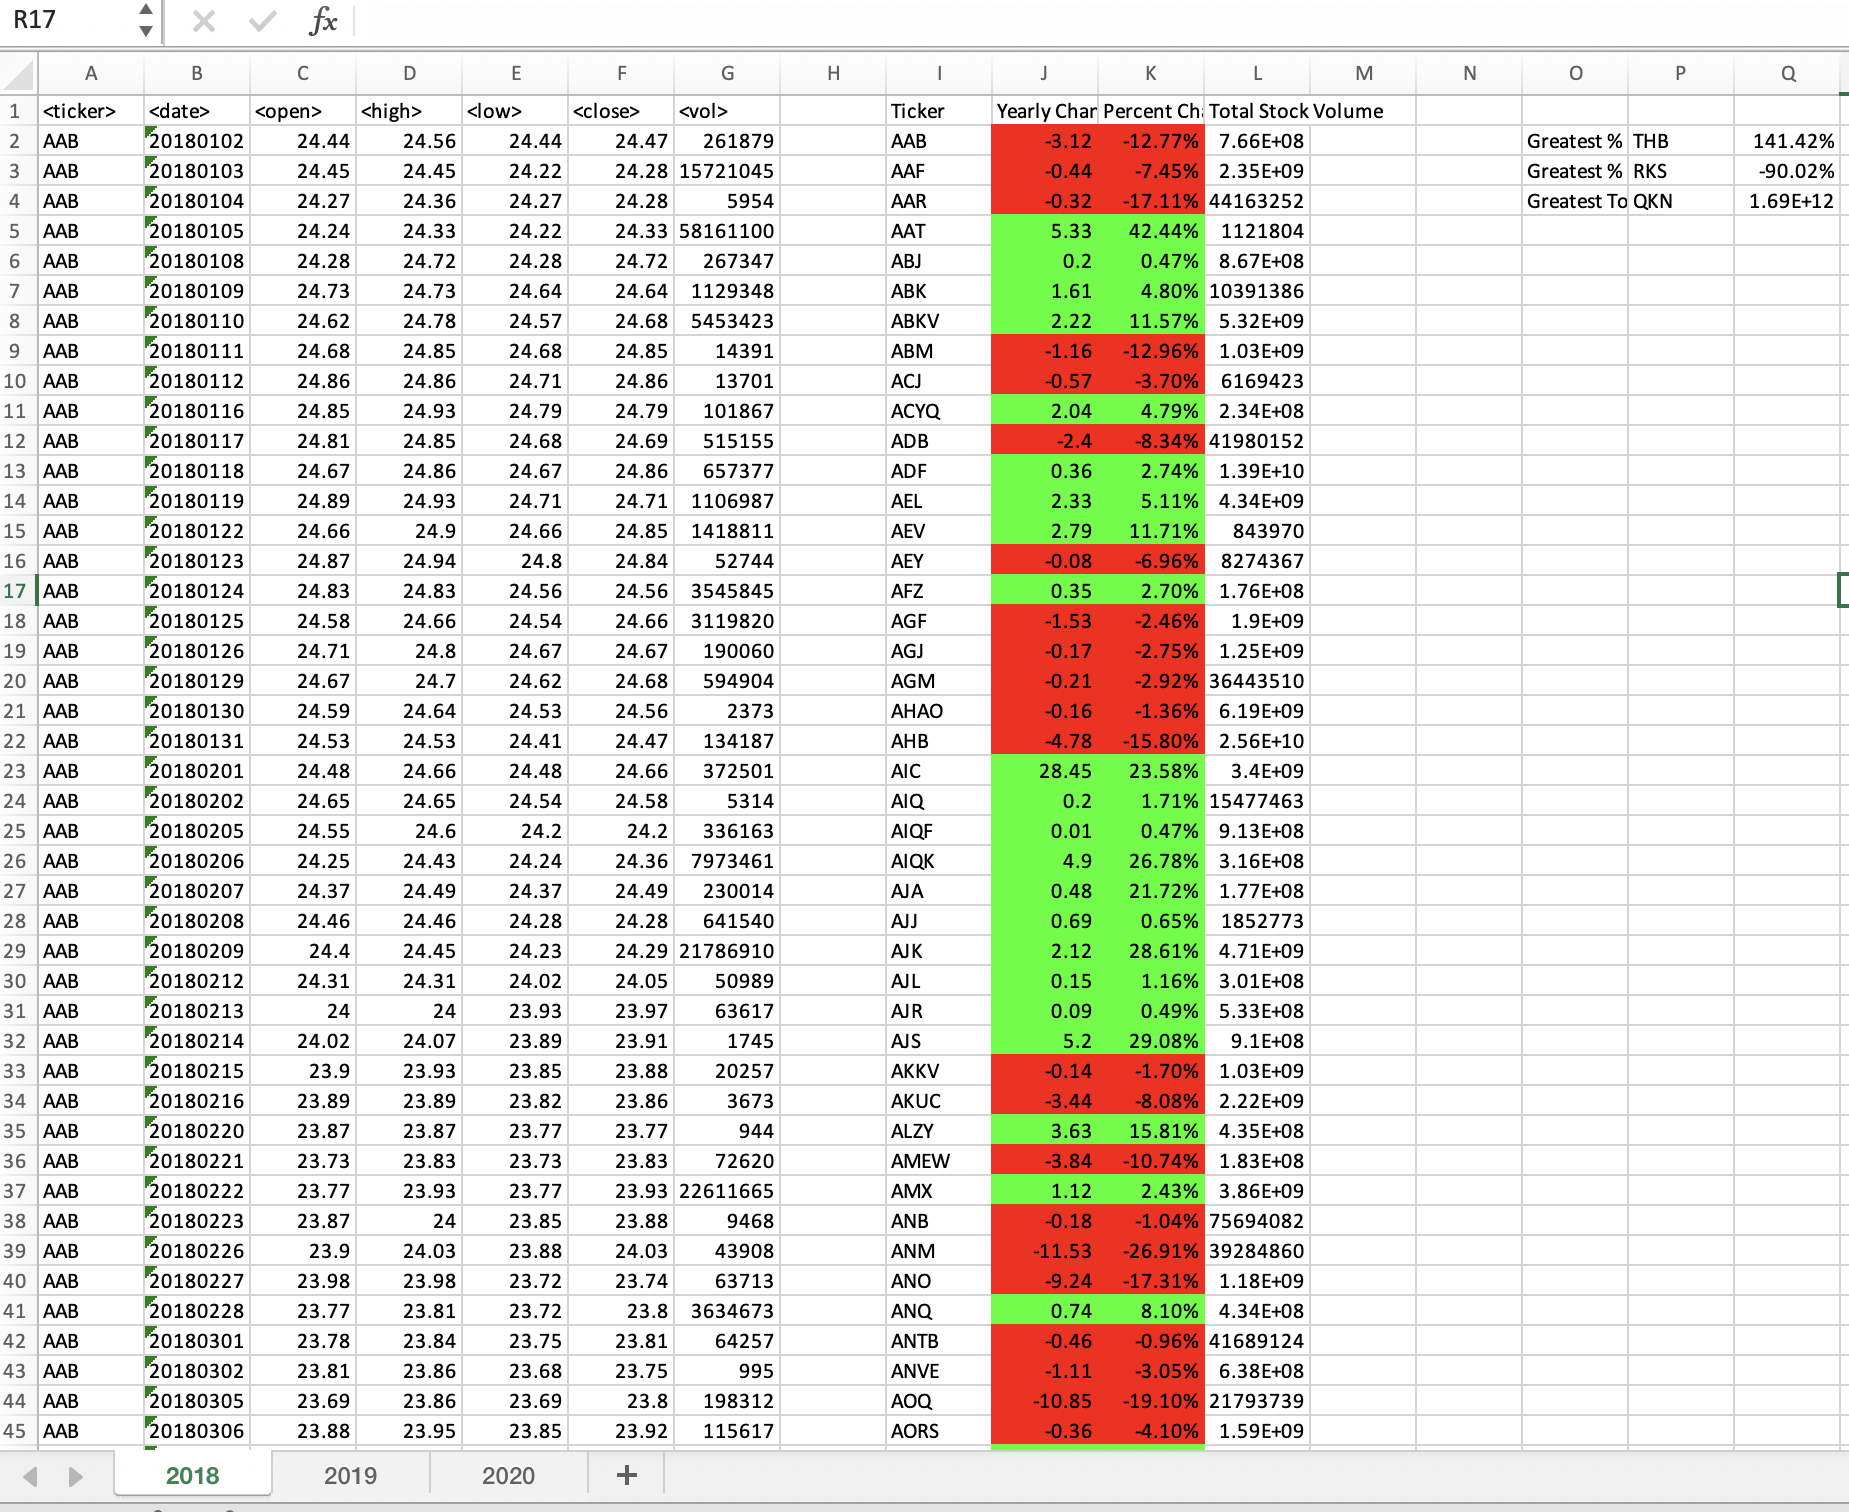 R17 fx
A B C D E F G H I J K L M N O P Q
1 <ticker> <date> <open> <high> <low> <close> <vol> Ticker Yearly Char Percent Ch Total Stock Volume
2 AAB 20180102 24.44 24.56 24.44 24.47 261879 AAB -3.12 -12.77% 7.66E+08 Greatest % THB 141.42%
3 AAB 20180103 24.45 24.45 24.22 24.28 15721045 AAF -0.44 -7.45% 2.35E+09 Greatest % RKS -90.02%
4 AAB 20180104 24.27 24.36 24.27 24.28 5954 AAR -0.32 -17.11% 44163252 Greatest To QKN 1.69E+12
5 AAB 20180105 24.24 24.33 24.22 24.33 58161100 AAT 5.33 42.44% 1121804
6 AAB 20180108 24.28 24.72 24.28 24.72 267347 ABJ 0.2 0.47% 8.67E+08
7 AAB 20180109 24.73 24.73 24.64 24.64 1129348 ABK 1.61 4.80% 10391386
8 AAB 20180110 24.62 24.78 24.57 24.68 5453423 ABKV 2.22 11.57% 5.32E+09
9 AAB 20180111 24.68 24.85 24.68 24.85 14391 ABM -1.16 -12.96% 1.03E+09
10 AAB 20180112 24.86 24.86 24.71 24.86 13701 ACJ -0.57 -3.70% 6169423
11 AAB 20180116 24.85 24.93 24.79 24.79 101867 ACYQ 2.04 4.79% 2.34E+08
12 AAB 20180117 24.81 24.85 24.68 24.69 515155 ADB -2.4 -8.34% 41980152
13 AAB 20180118 24.67 24.86 24.67 24.86 657377 ADF 0.36 2.74% 1.39E+10
14 AAB 20180119 24.89 24.93 24.71 24.71 1106987 AEL 2.33 5.11% 4.34E+09
15 AAB 20180122 24.66 24.9 24.66 24.85 1418811 AEV 2.79 11.71% 843970
16 AAB 20180123 24.87 24.94 24.8 24.84 52744 AEY -0.08 -6.96% 8274367
17 AAB 20180124 24.83 24.83 24.56 24.56 3545845 AFZ 0.35 2.70% 1.76E+08
18 AAB 20180125 24.58 24.66 24.54 24.66 3119820 AGF -1.53 -2.46% 1.9E+09
19 AAB 20180126 24.71 24.8 24.67 24.67 190060 AGJ -0.17 -2.75% 1.25E+09
20 AAB 20180129 24.67 24.7 24.62 24.68 594904 AGM -0.21 -2.92% 36443510
21 AAB 20180130 24.59 24.64 24.53 24.56 2373 AHAO -0.16 -1.36% 6.19E+09
22 AAB 20180131 24.53 24.53 24.41 24.47 134187 AHB -4.78 -15.80% 2.56E+10
23 AAB 20180201 24.48 24.66 24.48 24.66 372501 AIC 28.45 23.58% 3.4E+09
24 AAB 20180202 24.65 24.65 24.54 24.58 5314 AIQ 0.2 1.71% 15477463
25 AAB 20180205 24.55 24.6 24.2 24.2 336163 AIQF 0.01 0.47% 9.13E+08
26 AAB 20180206 24.25 24.43 24.24 24.36 7973461 AIQK 4.9 26.78% 3.16E+08
27 AAB 20180207 24.37 24.49 24.37 24.49 230014 AJA 0.48 21.72% 1.77E+08
28 AAB 20180208 24.46 24.46 24.28 24.28 641540 AJJ 0.69 0.65% 1852773
29 AAB 20180209 24.4 24.45 24.23 24.29 21786910 AJK 2.12 28.61% 4.71E+09
30 AAB 20180212 24.31 24.31 24.02 24.05 50989 AJL 0.15 1.16% 3.01E+08
31 AAB 20180213 24 24 23.93 23.97 63617 AJR 0.09 0.49% 5.33E+08
32 AAB 20180214 24.02 24.07 23.89 23.91 1745 AJS 5.2 29.08% 9.1E+08
33 AAB 20180215 23.9 23.93 23.85 23.88 20257 AKKV -0.14 -1.70% 1.03E+09
34 AAB 20180216 23.89 23.89 23.82 23.86 3673 AKUC -3.44 -8.08% 2.22E+09
35 AAB 20180220 23.87 23.87 23.77 23.77 944 ALZY 3.63 15.81% 4.35E+08
36 AAB 20180221 23.73 23.83 23.73 23.83 72620 AMEW -3.84 -10.74% 1.83E+08
37 AAB 20180222 23.77 23.93 23.77 23.93 22611665 AMX 1.12 2.43% 3.86E+09
38 AAB 20180223 23.87 24 23.85 23.88 9468 ANB -0.18 -1.04% 75694082
39 AAB 20180226 23.9 24.03 23.88 24.03 43908 ANM -11.53 -26.91% 39284860
40 AAB 20180227 23.98 23.98 23.72 23.74 63713 ANO -9.24 -17.31% 1.18E+09
41 AAB 20180228 23.77 23.81 23.72 23.8 3634673 ANQ 0.74 8.10% 4.34E+08
42 AAB 20180301 23.78 23.84 23.75 23.81 64257 ANTB -0.46 -0.96% 41689124
43 AAB 20180302 23.81 23.86 23.68 23.75 995 ANVE -1.11 -3.05% 6.38E+08
44 AAB 20180305 23.69 23.86 23.69 23.8 198312 AOQ -10.85 -19.10% 21793739
45 AAB 20180306 23.88 23.95 23.85 23.92 115617 AORS -0.36 -4.10% 1.59E+09
2018 2019 2020 +